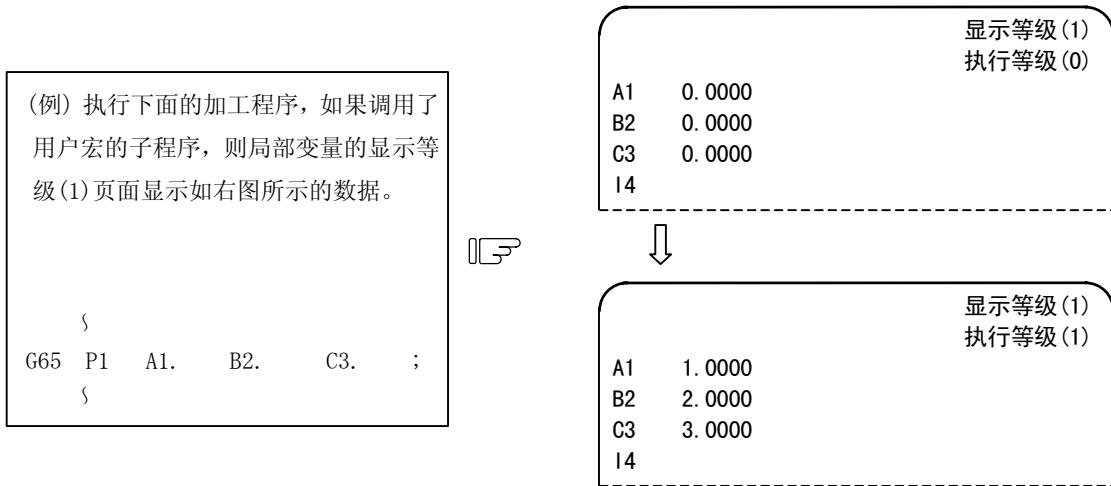 (例) 执行下面的加工程序，如果调用了
用户宏的子程序，则局部变量的显示等
级(1)页面显示如右图所示的数据。
∫
G65 P1 A1. B2. C3. ;
∫
显示等级(1)
执行等级(0)
A1 0.0000
B2 0.0000
C3 0.0000
I4
显示等级(1)
执行等级(1)
A1 1.0000
B2 2.0000
C3 3.0000
I4